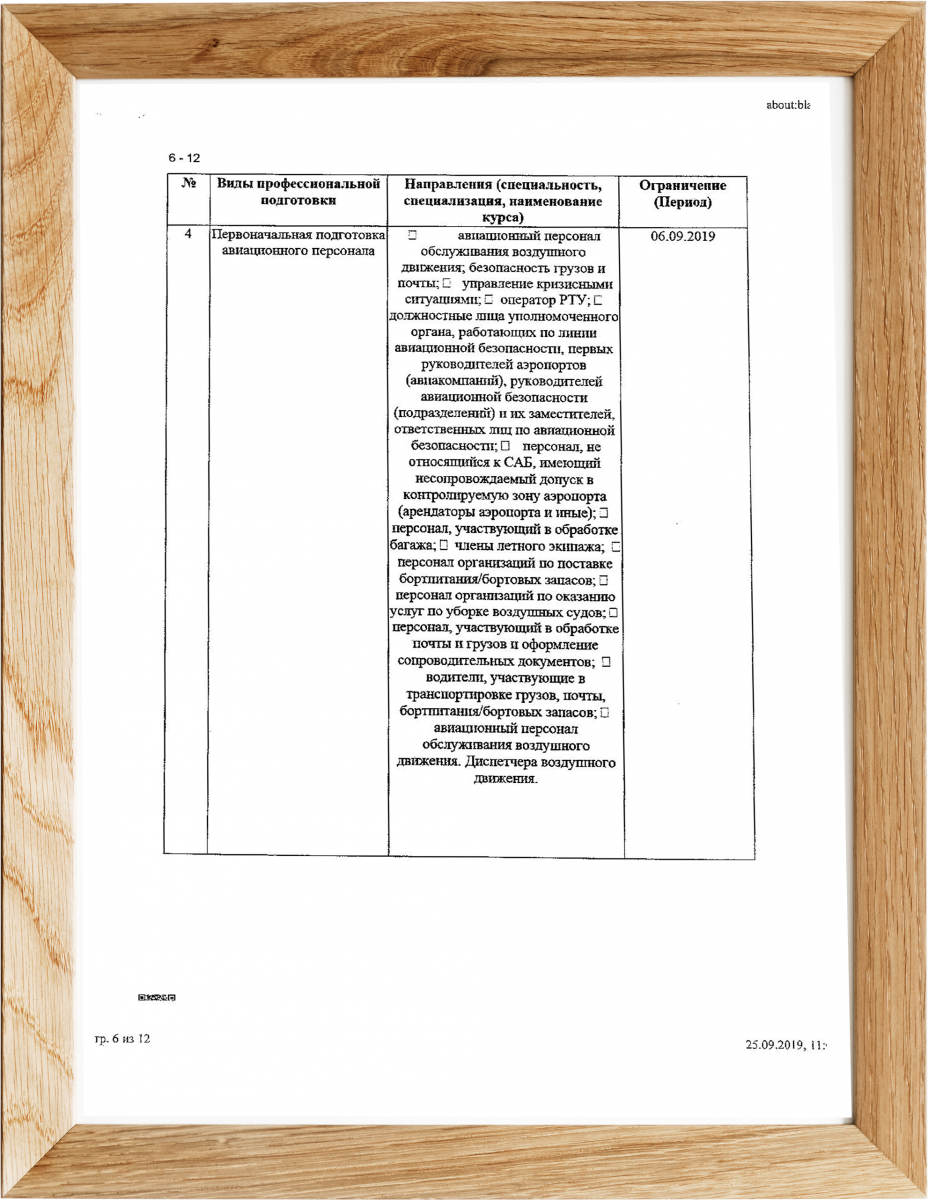 about:bla
6 - 12
№
Виды профессиональной
подготовки
Направления (специальность,
специализация, наименование
курса)
Ограничение
(Период)
4
Первоначальная подготовка
авиационного персонала
□ авиационный персонал
обслуживания воздушного
движения; безопасность грузов и
почты; □ управление кризисными
ситуациями; □ оператор РТУ; □
должностные лица уполномоченного
органа, работающих по линии
авиационной безопасности, первых
руководителей аэропортов
(авиакомпаний), руководителей
авиационной безопасности
(подразделений) и их заместителей,
ответственных лиц по авиационной
безопасности; □ персонал, не
относящийся к САБ, имеющий
несопровождаемый допуск в
контролируемую зону аэропорта
(арендаторы аэропорта и иные); □
персонал, участвующий в обработке
багажа; □ члены летного экипажа; □
персонал организаций по поставке
бортпитания/бортовых запасов; □
персонал организаций по оказанию
услуг по уборке воздушных судов; □
персонал, участвующий в обработке
почты и грузов и оформление
сопроводительных документов; □
водители, участвующие в
транспортировке грузов, почты,
бортпитания/бортовых запасов; □
авиационный персонал
обслуживания воздушного
движения. Диспетчера воздушного
движения.
06.09.2019
тр. 6 из 12
25.09.2019, 11: